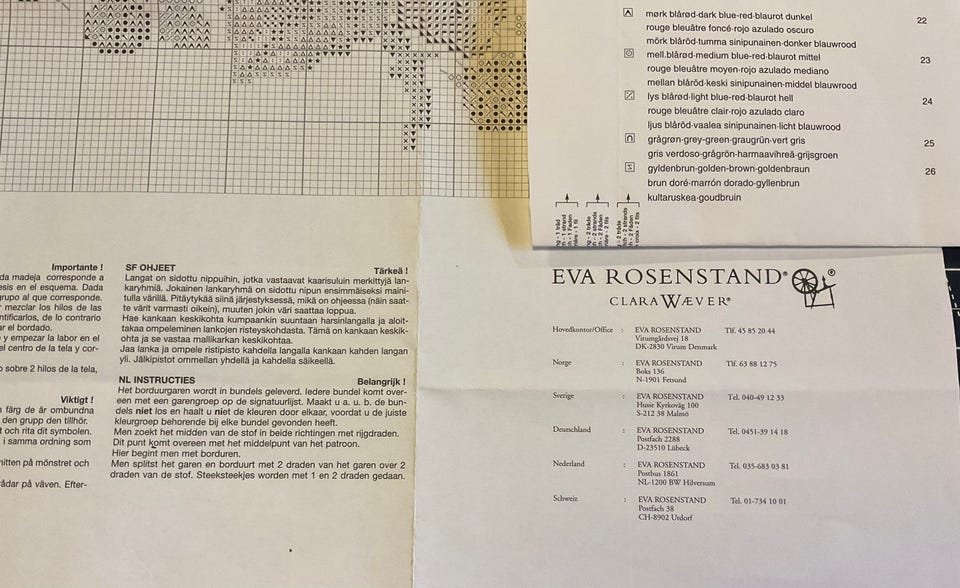 mørk blårød-dark blue-red-blaurot dunkel
22
rouge bleuâtre foncé-rojo azulado oscuro
mörk blåröd-tumma sinipunainen-donker blauwrood
mell.blårød-medium blue-red-blaurot mittel
23
rouge bleuâtre moyen-rojo azulado mediano
mellan blåröd-keski sinipunainen-middel blauwrood
lys blårød-light blue-red-blaurot hell
24
rouge bleuâtre clair-rojo azulado claro
ljus blåröd-vaalea sinipunainen-licht blauwrood
grågrøn-grey-green-graugrün-vert gris
25
gris verdoso-grågrön-harmaavihreä-grijsgroen
gyldenbrun-golden-brown-goldenbraun
26
brun doré-marrón dorado-gyllenbrun
kultaruskea-goudbruin
Importante !
da madeja corresponde a
esis en el esquema. Dada
grupo al que corresponde.
mezclar los hilos de las
ntificarlos, de lo contrario
ar el bordado.
y empezar la labor en el
el centro de la tela y cor-
sobre 2 hilos de la tela,
Viktigt !
färg de är ombundna
den grupp den tillhör.
t och rita dit symbolen.
i samma ordning som
mitten på mönstret och
rådar på väven. Efter-
SF OHJEET
Tärkeä !
Langat on sidottu nippuihin, jotka vastaavat kaarisuluin merkittyjä lan-
karyhmiä. Jokainen lankaryhmä on sidottu nipun ensimmäiseksi maini-
tulla värillä. Pitäytykää siinä järjestyksessä, mikä on ohjeessa (näin saat-
te värit varmasti oikein), muuten jokin väri saattaa loppua.
Hae kankaan keskikohta kumpaankin suuntaan harsinlangalla ja aloit-
takaa ompeleminen lankojen risteyskohdasta. Tämä on kankaan keskik-
ohta ja se vastaa mallikarkan keskikohtaa.
Jaa lanka ja ompele ristipisto kahdella langalla kankaan kahden langan
yli. Jälkipistot ommellan yhdellä ja kahdella säikeellä.
NL INSTRUCTIES
Belangrijk !
Het borduurgaren wordt in bundels geleverd. Iedere bundel komt over-
een met een garengroep op de signatuurlijst. Maakt u a. u. b. de bun-
dels niet los en haalt u niet de kleuren door elkaar, voordat u de juiste
kleurgroep behorende bij elke bundel gevonden heeft.
Men zoekt het midden van de stof in beide richtingen met rijgdraden.
Dit punt komt overeen met het middelpunt van het patroon.
Hier begint men met borduren.
Men splitst het garen en borduurt met 2 draden van het garen over 2
draden van de stof. Steeksteekjes worden met 1 en 2 draden gedaan.
EVA ROSENSTAND®
®
CLARA WÆVER®
Hovedkontor/Office : EVA ROSENSTAND Tlf. 45 85 20 44
Virumgårdsvej 18
DK-2830 Virum Denmark
Norge : EVA ROSENSTAND Tlf. 63 88 12 75
Boks 136
N-1901 Fetsund
Sverige : EVA ROSENSTAND Tel. 040-49 12 33
Husie Kyrkoväg 100
S-212 38 Malmö
Deutschland : EVA ROSENSTAND Tel. 0451-39 14 18
Postfach 2288
D-23510 Lübeck
Nederland : EVA ROSENSTAND Tel. 035-683 03 81
Postbus 1861
NL-1200 BW Hilversum
Schweiz : EVA ROSENSTAND Tel. 01-734 10 01
Postfach 38
CH-8902 Urdorf